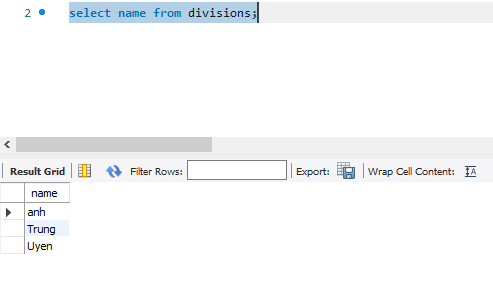 2 select name from divisions;
Result Grid Filter Rows: Export: Wrap Cell Content:
name
anh
Trung
Uyen